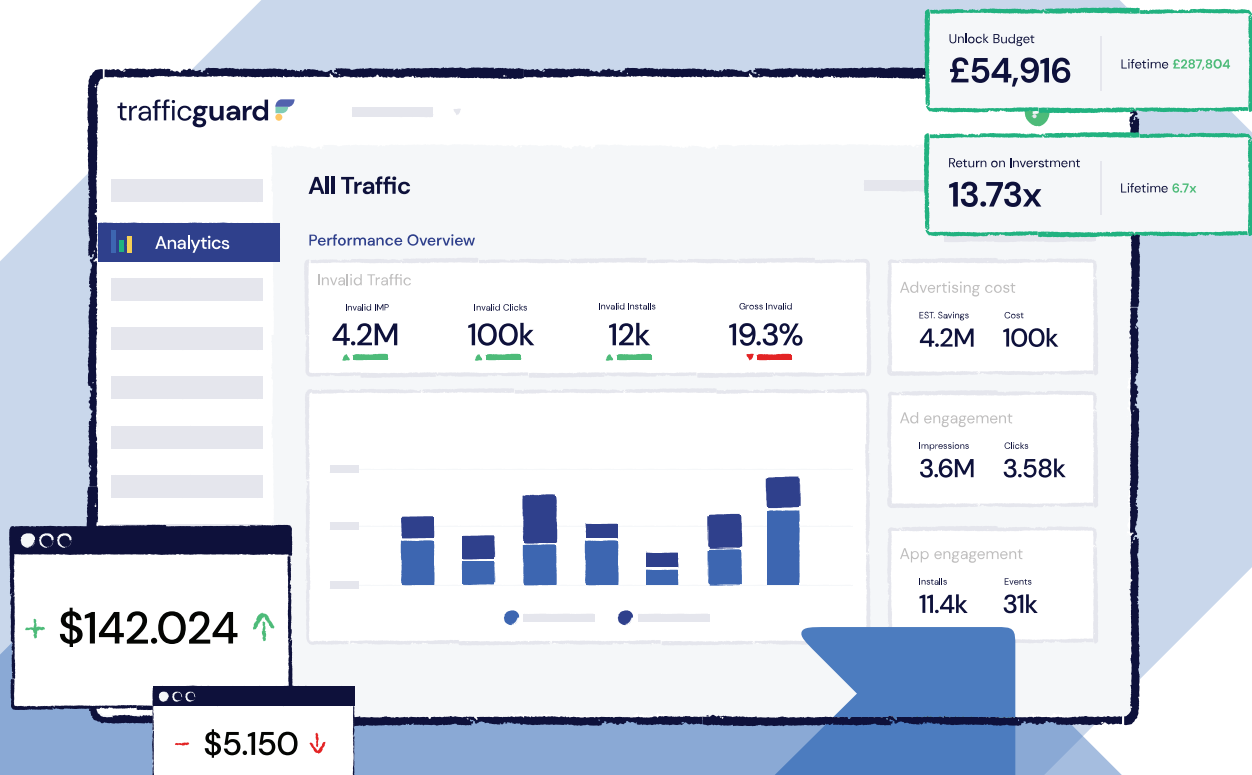 Unlock Budget
£54,916
Lifetime £287,804
trafficguard
Return on Inverstment
13.73x
Lifetime 6.7x
All Traffic
Analytics
Performance Overview
Invalid Traffic
Invalid IMP
4.2M
Invalid Clicks
100k
Invalid Installs
12k
Gross Invalid
19.3%
Advertising cost
EST. Savings
4.2M
Cost
100k
Ad engagement
Impressions
3.6M
Clicks
3.58k
App engagement
Installs
11.4k
Events
31k
+ $142.024
- $5.150